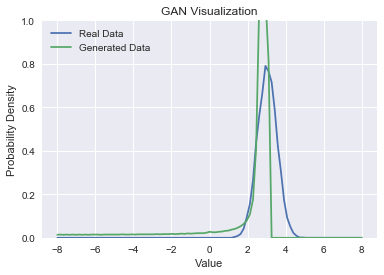 GAN Visualization
Real Data
Generated Data
Probability Density
1.0
0.8
0.6
0.4
0.2
0.0
−8 −6 −4 −2 0 2 4 6 8
Value